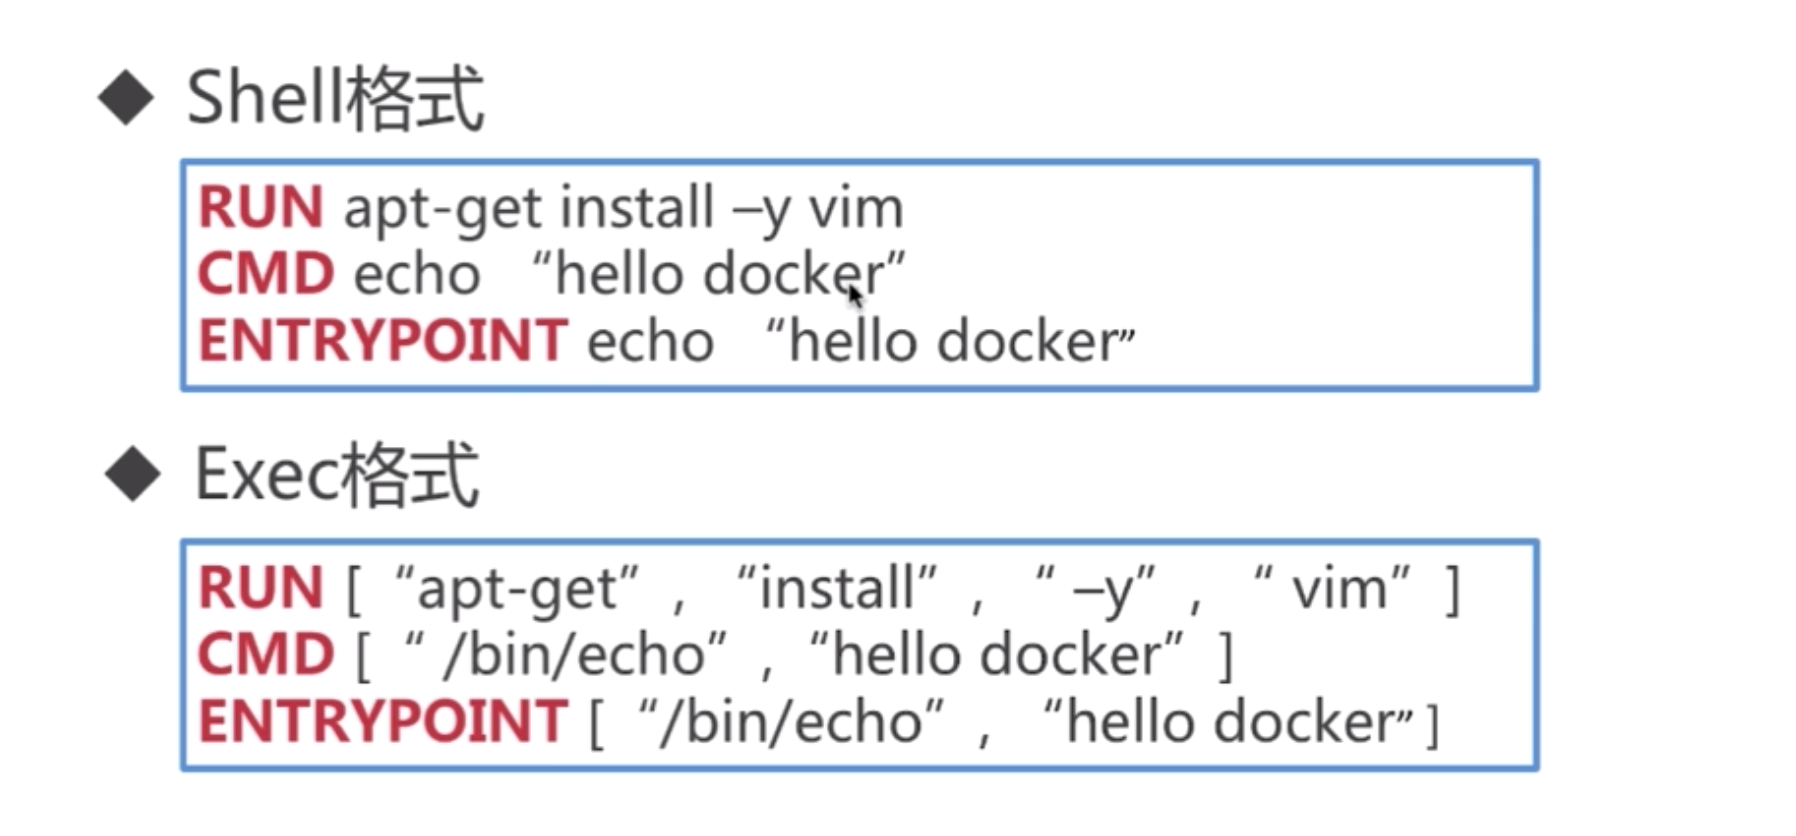 Shell格式
RUN apt-get install –y vim
CMD echo “hello docker”
ENTRYPOINT echo “hello docker”
Exec格式
RUN [ “apt-get” , “install” , “ –y” , “ vim” ]
CMD [ “ /bin/echo” , “hello docker” ]
ENTRYPOINT [ “/bin/echo” , “hello docker” ]